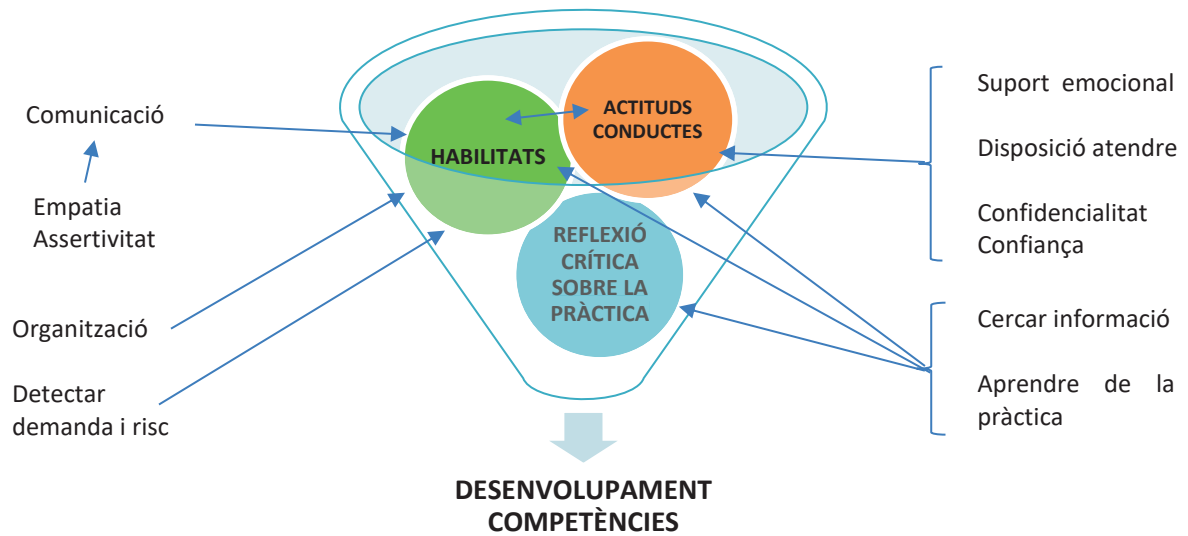 Comunicació
Empatia
Assertivitat
Organització
Detectar
demanda i risc
HABILITATS
ACTITUDS
CONDUCTES
REFLEXIÓ
CRÍTICA
SOBRE LA
PRÀCTICA
Suport emocional
Disposició atendre
Confidencialitat
Confiança
Cercar informació
Aprendre de la
pràctica
DESENVOLUPAMENT
COMPETÈNCIES